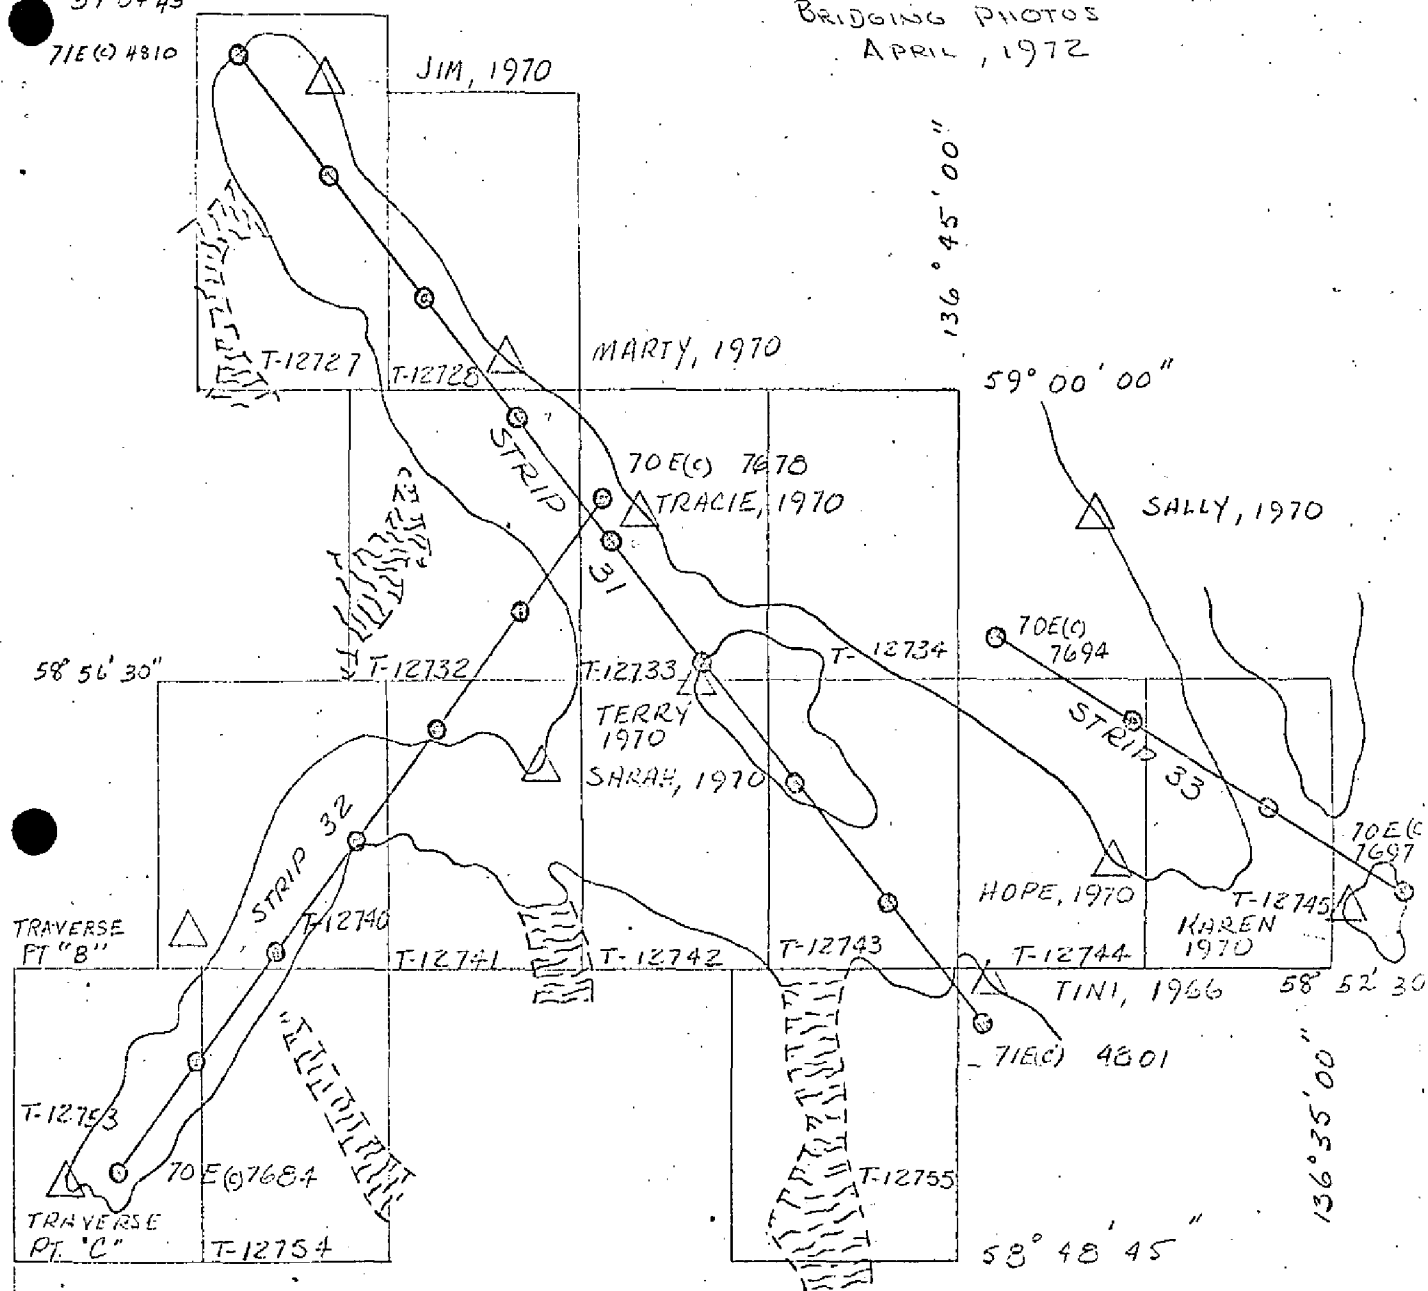 BRIDGING PHOTOS
APRIL, 1972
71E(C) 4810
JIM, 1970
136° 45' 00"
T-12727
T-12728
MARTY, 1970
59° 00' 00"
STRIP 31
70E(C) 7678
TRACIE, 1970
SALLY, 1970
70E(C)
7694
58° 56' 30"
T-12732
T-12733
T-12734
TERRY
1970
STRIP 33
SARAH, 1970
STRIP 32
70E(C
7697
HOPE, 1970
T-12745
KAREN
1970
TRAVERSE
PT "B"
T-12740
T-12741
T-12742
T-12743
T-12744
TINI, 1966
58° 52' 30
71E(C) 4801
T-12753
70E(C)7684
136° 35' 00"
T-12755
TRAVERSE
PT. "C"
T-12754
58° 48' 45"